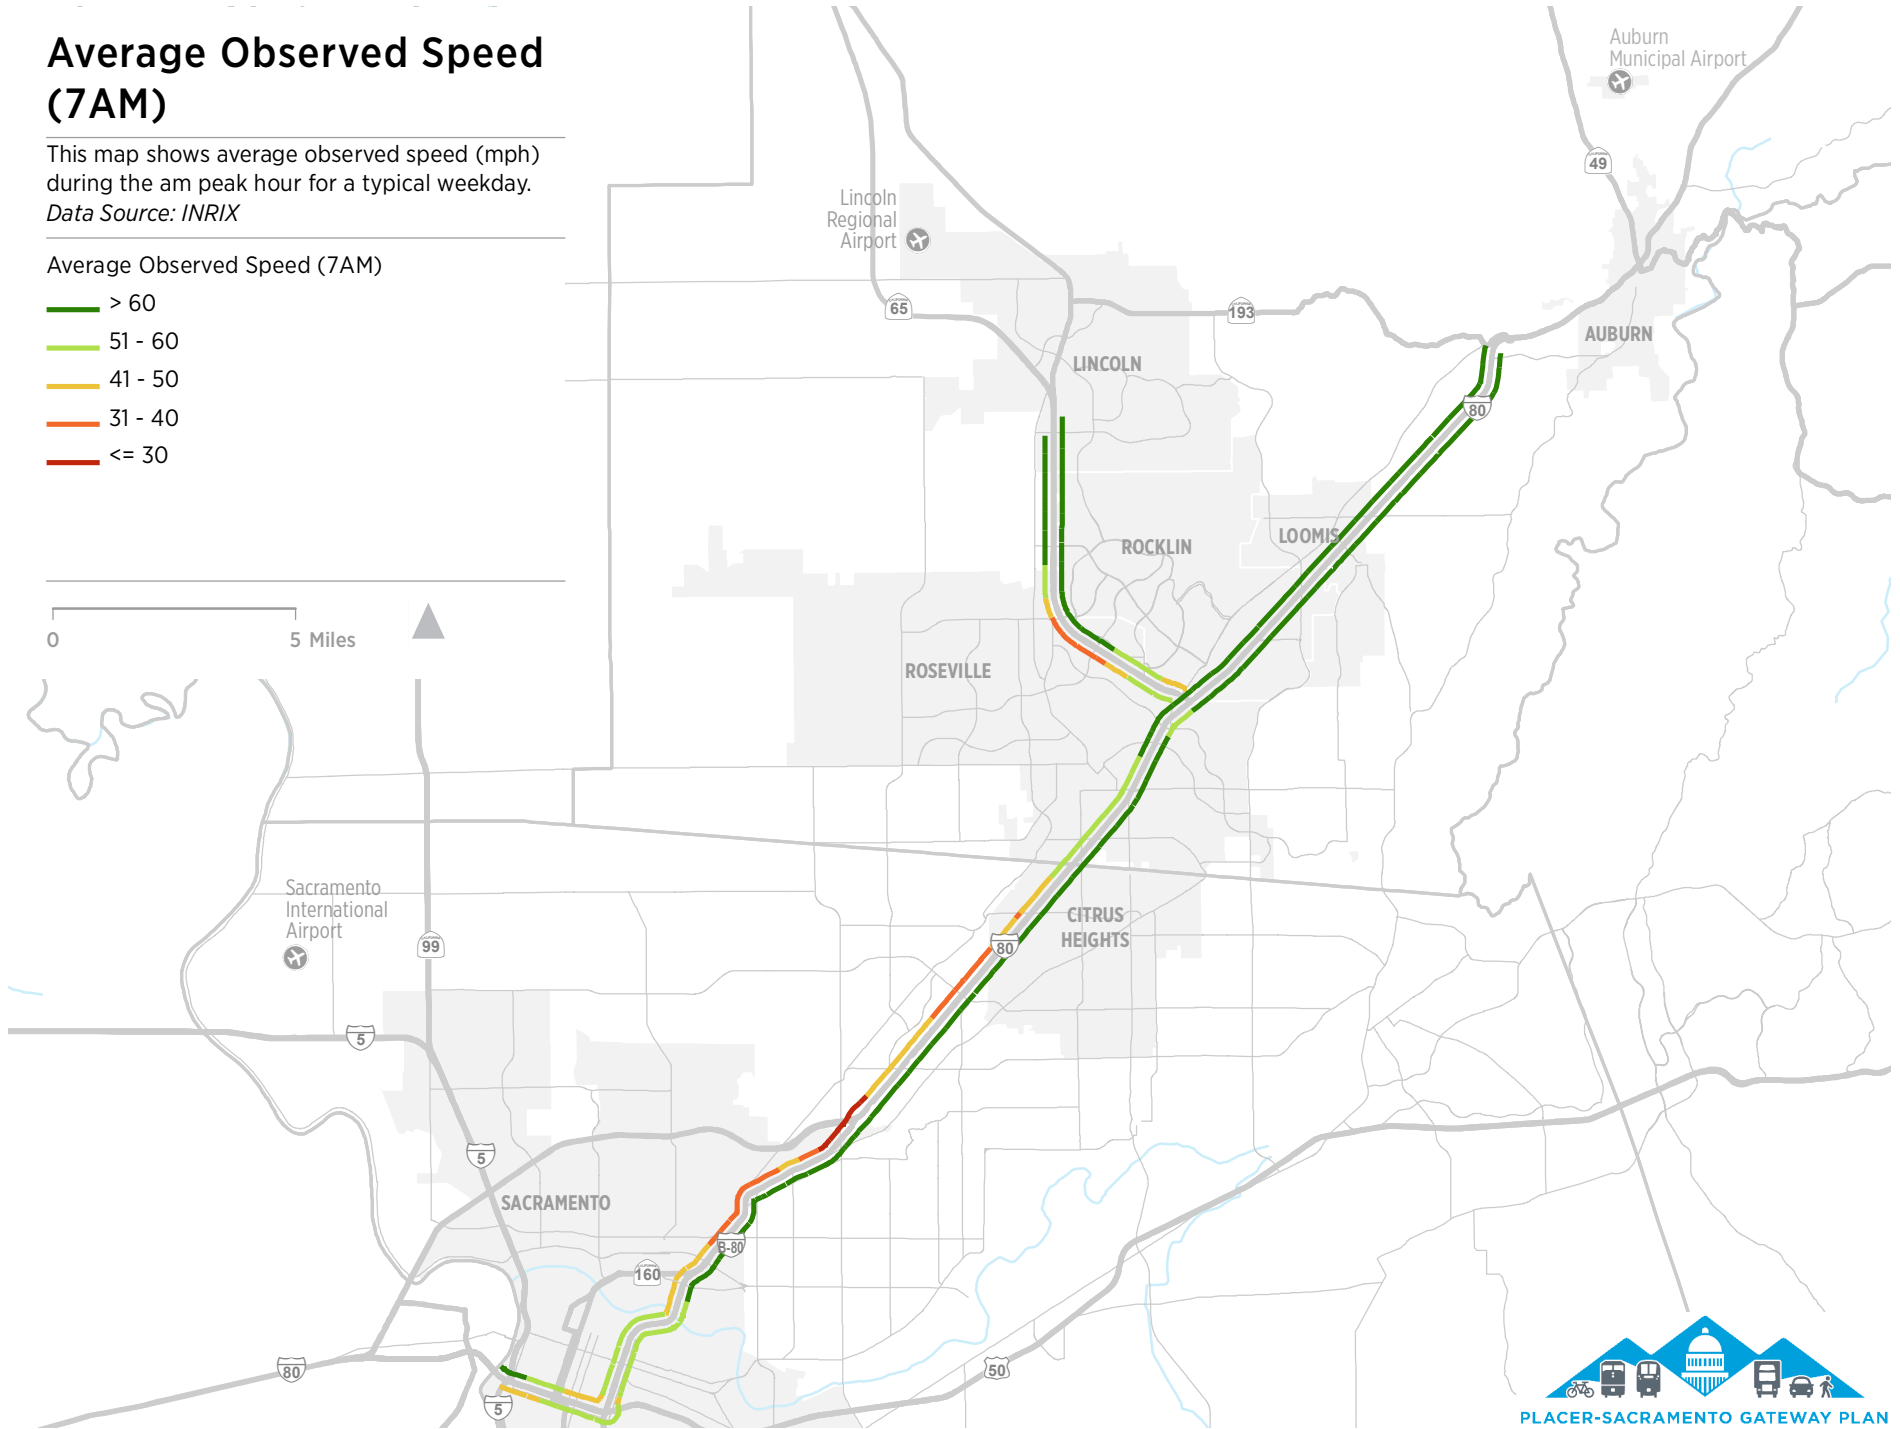 Average Observed Speed
(7AM)
This map shows average observed speed (mph)
during the am peak hour for a typical weekday.
Data Source: INRIX
Average Observed Speed (7AM)
> 60
51 - 60
41 - 50
31 - 40
<= 30
0
5 Miles
Auburn
Municipal Airport
49
Lincoln
Regional
Airport
65
193
AUBURN
LINCOLN
80
ROCKLIN
LOOMIS
ROSEVILLE
Sacramento
International
Airport
99
CITRUS
HEIGHTS
80
5
5
SACRAMENTO
B-80
160
80
50
5
PLACER-SACRAMENTO GATEWAY PLAN